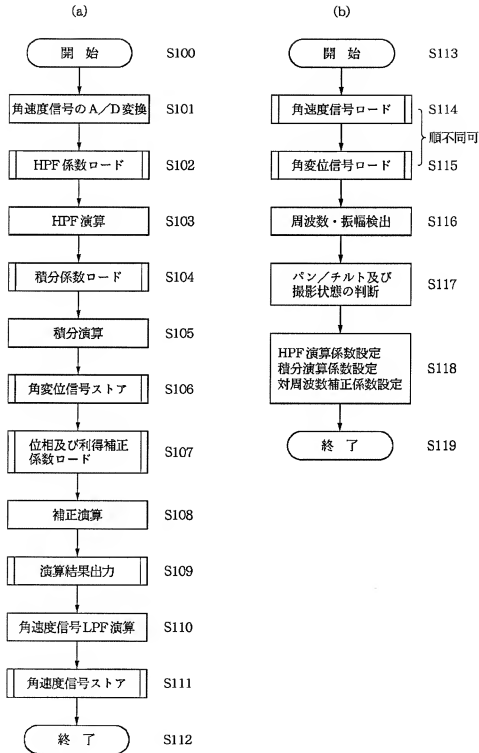 (a)
開始 S100
角速度信号のA/D変換 S101
HPF係数ロード S102
HPF演算 S103
積分係数ロード S104
積分演算 S105
角変位信号ストア S106
位相及び利得補正
係数ロード S107
補正演算 S108
演算結果出力 S109
角速度信号LPF演算 S110
角速度信号ストア S111
終了 S112
(b)
開始 S113
角速度信号ロード S114
順不同可
角変位信号ロード S115
周波数・振幅検出 S116
パン/チルト及び
撮影状態の判断 S117
HPF演算係数設定
積分演算係数設定 S118
対周波数補正係数設定
終了 S119